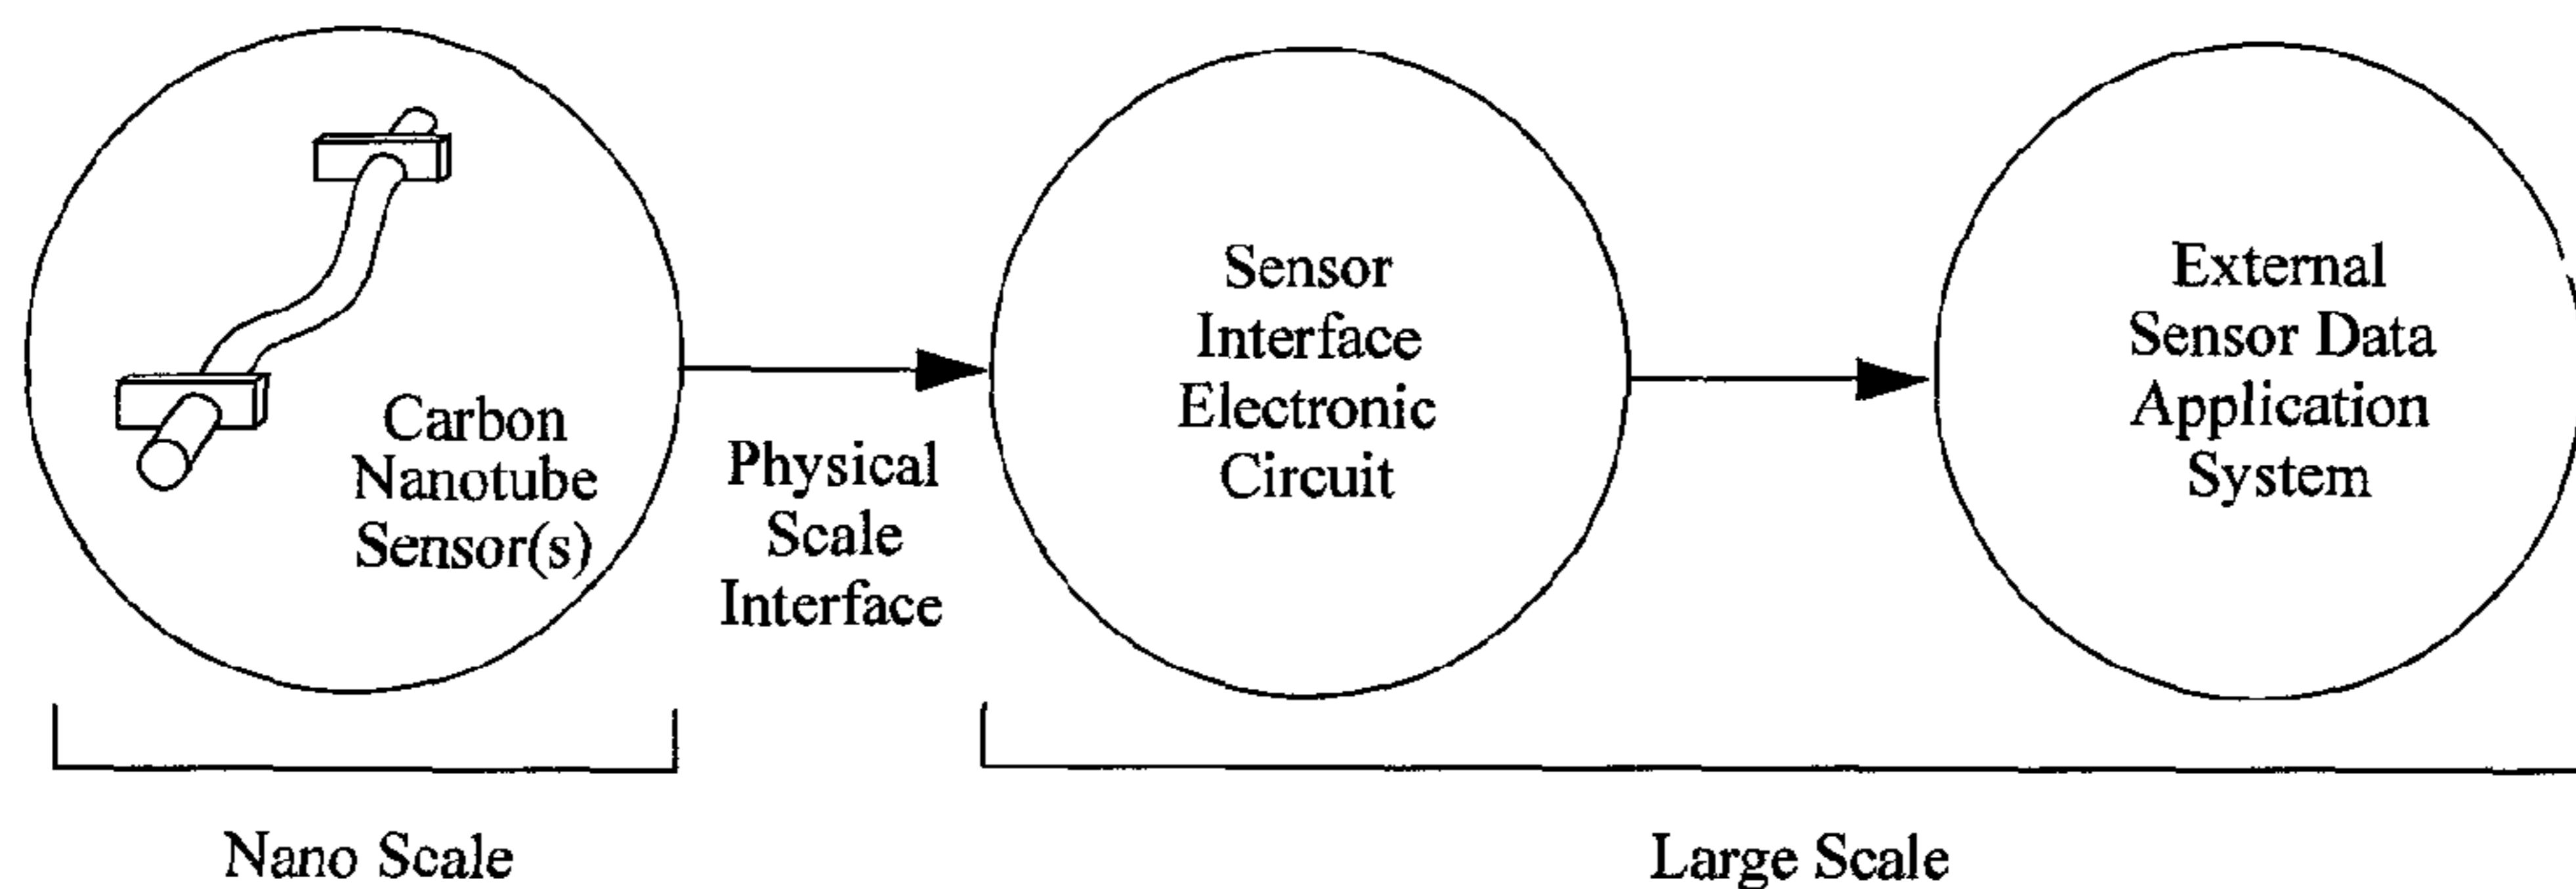 Carbon
Nanotube
Sensor(s)
Physical
Scale
Interface
Sensor
Interface
Electronic
Circuit
External
Sensor Data
Application
System
Nano Scale
Large Scale